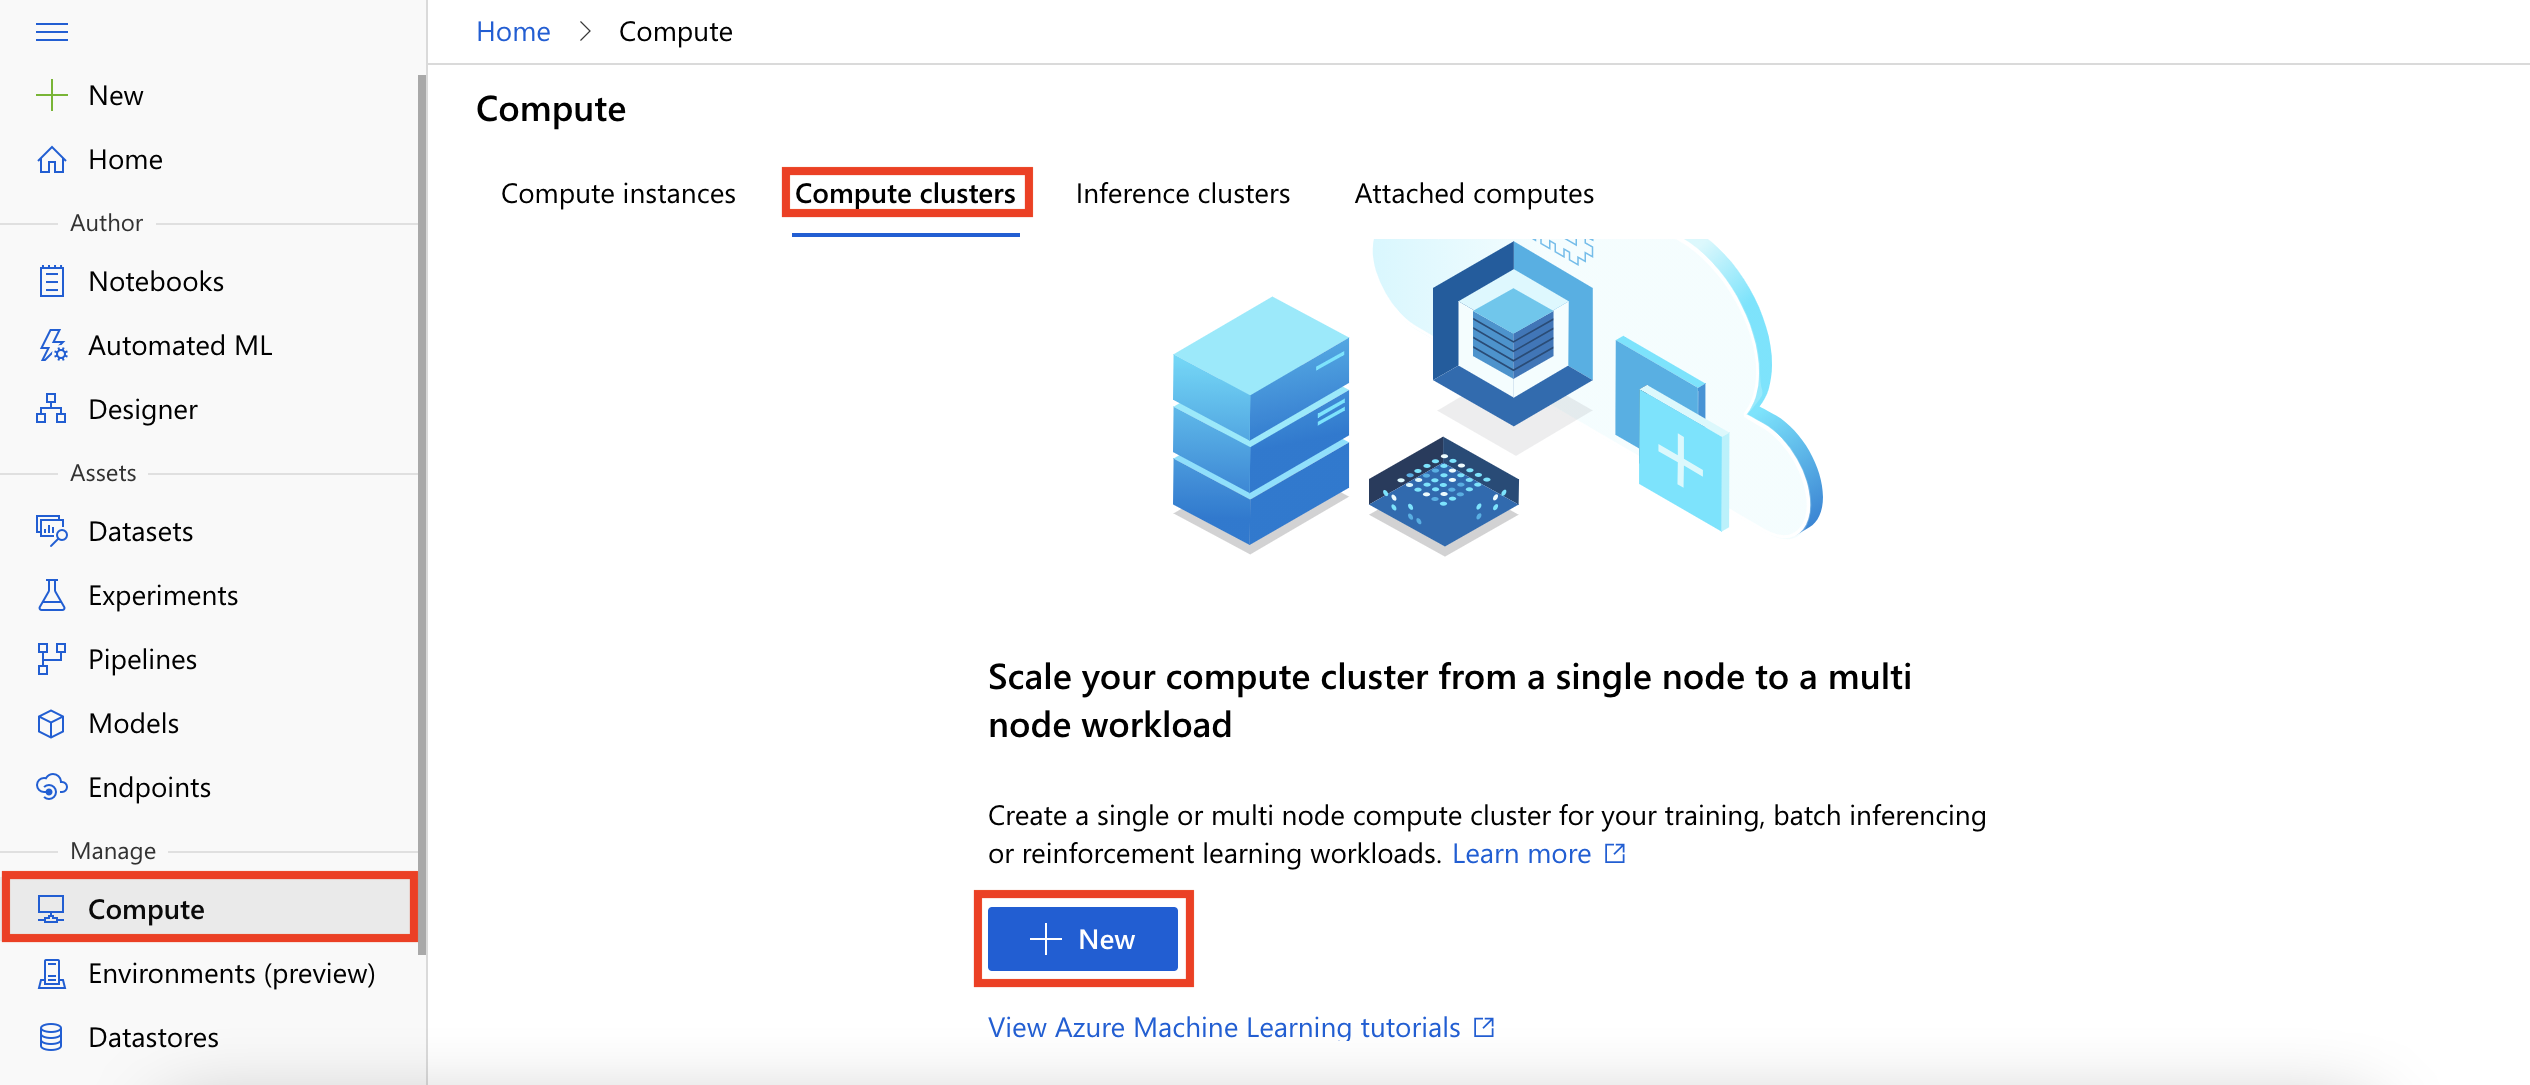 New
Home
Author
Notebooks
Automated ML
Designer
Assets
Datasets
Experiments
Pipelines
Models
Endpoints
Manage
Compute
Environments (preview)
Datastores
Home > Compute
Compute
Compute instances Compute clusters Inference clusters Attached computes
Scale your compute cluster from a single node to a multi
node workload
Create a single or multi node compute cluster for your training, batch inferencing
or reinforcement learning workloads. Learn more
New
View Azure Machine Learning tutorials